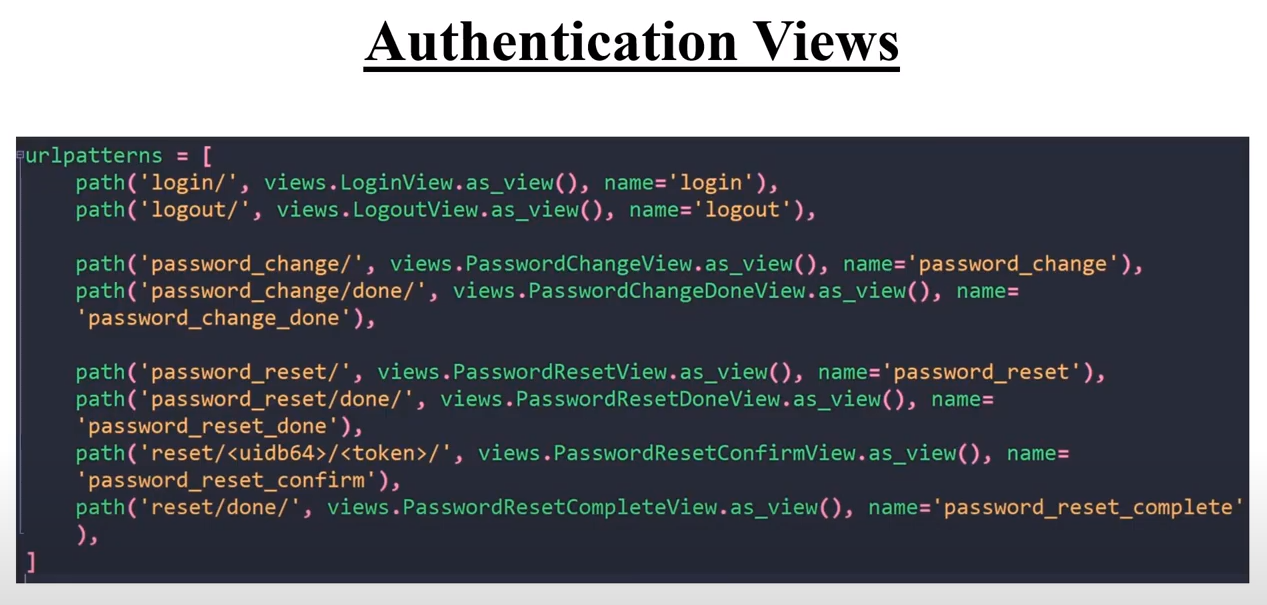 Authentication Views
urlpatterns = [
path('login/', views.LoginView.as_view(), name='login'),
path('logout/', views.LogoutView.as_view(), name='logout'),
path('password_change/', views.PasswordChangeView.as_view(), name='password_change'),
path('password_change/done/', views.PasswordChangeDoneView.as_view(), name=
'password_change_done'),
path('password_reset/', views.PasswordResetView.as_view(), name='password_reset'),
path('password_reset/done/', views.PasswordResetDoneView.as_view(), name=
'password_reset_done'),
path('reset/<uidb64>/<token>/', views.PasswordResetConfirmView.as_view(), name=
'password_reset_confirm'),
path('reset/done/', views.PasswordResetCompleteView.as_view(), name='password_reset_complete'
),
]